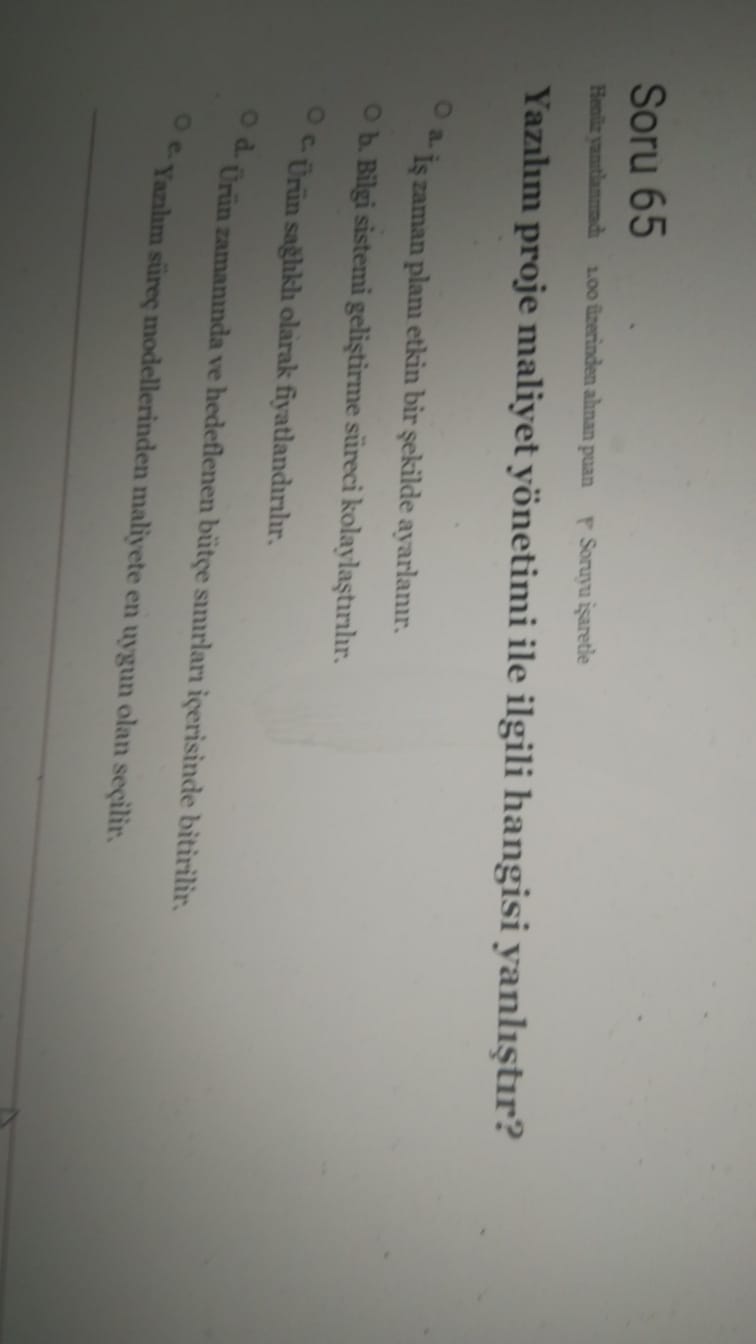 Soru 65
Henüz yanıtlanmadı 1.00 üzerinden alınan puan Soruyu işaretle
Yazılım proje maliyet yönetimi ile ilgili hangisi yanlıştır?
a. İş zaman planı etkin bir şekilde ayarlanır.
b. Bilgi sistemi geliştirme süreci kolaylaştırılır.
c. Ürün sağlıklı olarak fiyatlandırılır.
d. Ürün zamanında ve hedeflenen bütçe sınırları içerisinde bitirilir.
e. Yazılım süreç modellerinden maliyete en uygun olan seçilir.